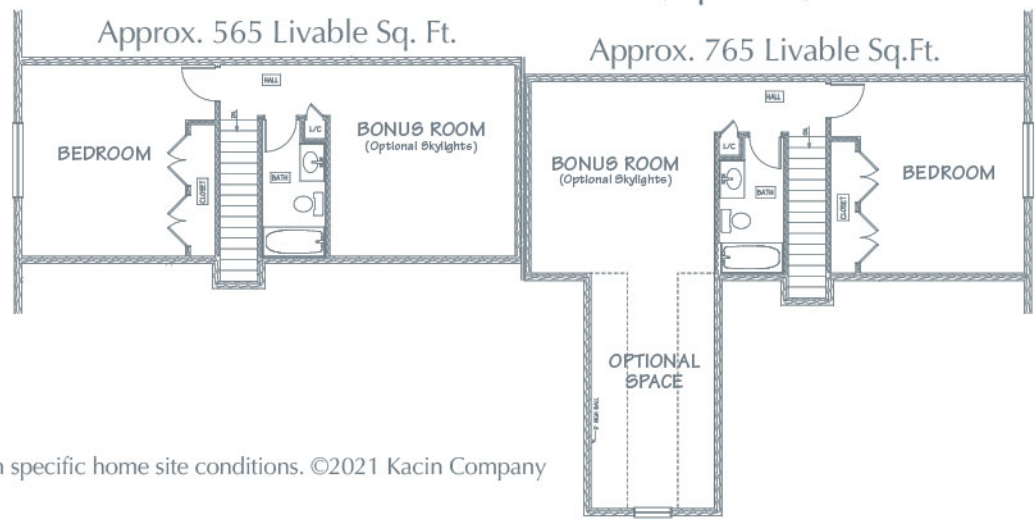 Approx. 565 Livable Sq. Ft.
Approx. 765 Livable Sq.Ft.
HALL
BEDROOM
CLOSET
BATH
L/C
BONUS ROOM
(Optional Skylights)
HALL
BONUS ROOM
(Optional Skylights)
L/C
BATH
CLOSET
BEDROOM
OPTIONAL
SPACE
specific home site conditions. ©2021 Kacin Company